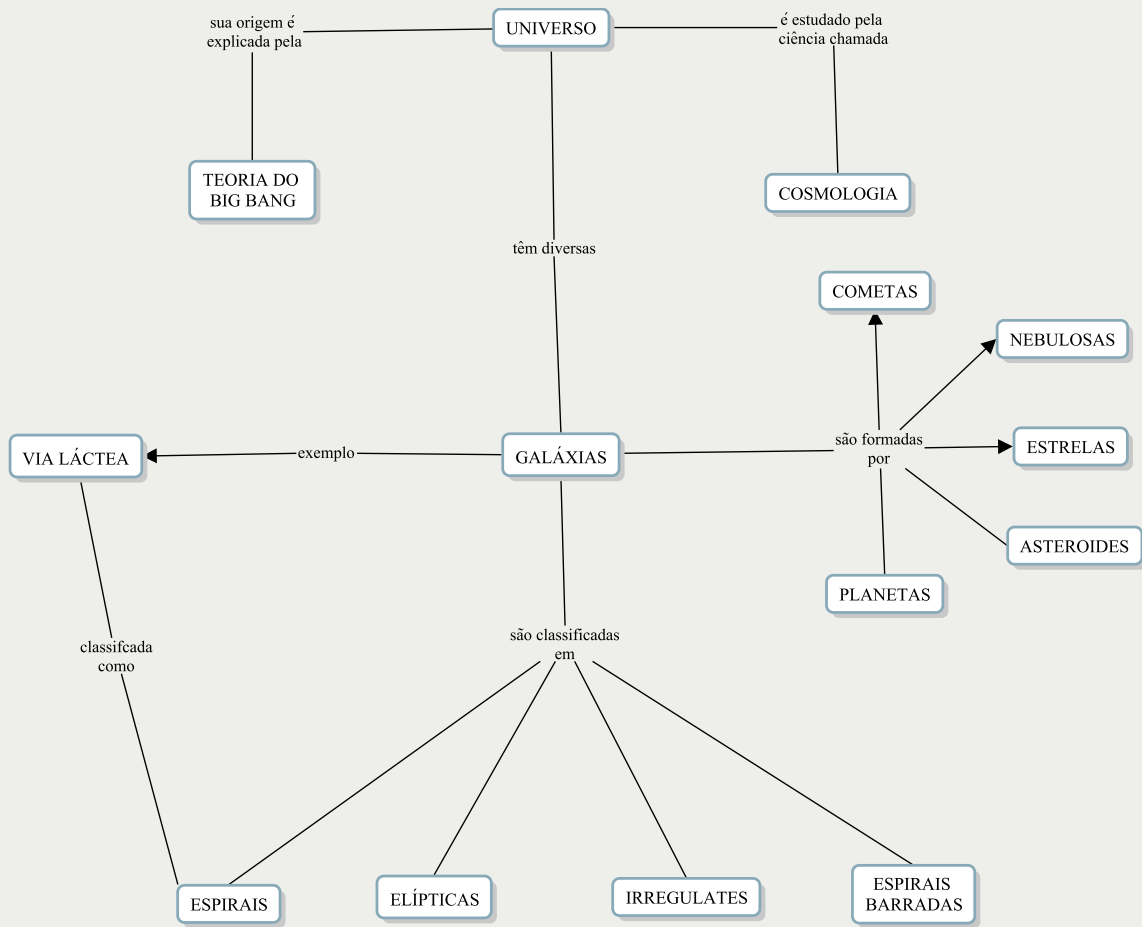 sua origem é
explicada pela
UNIVERSO
é estudado pela
ciência chamada
TEORIA DO
BIG BANG
COSMOLOGIA
têm diversas
COMETAS
NEBULOSAS
VIA LÁCTEA
exemplo
GALÁXIAS
são formadas
por
ESTRELAS
ASTEROIDES
PLANETAS
classifcada
como
são classificadas
em
ESPIRAIS
ELÍPTICAS
IRREGULATES
ESPIRAIS
BARRADAS